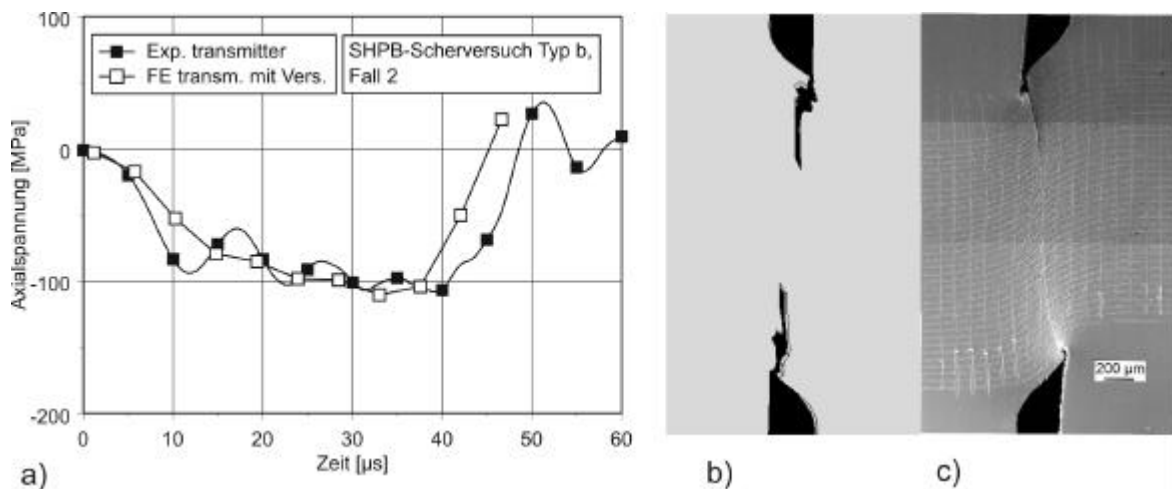 100
0
-100
-200
Axialspannung [MPa]
Exp. transmitter
FE transm. mit Vers.
SHPB-Scherversuch Typ b,
Fall 2
0 10 20 30 40 50 60
Zeit [µs]
a)
b)
200 µm
c)